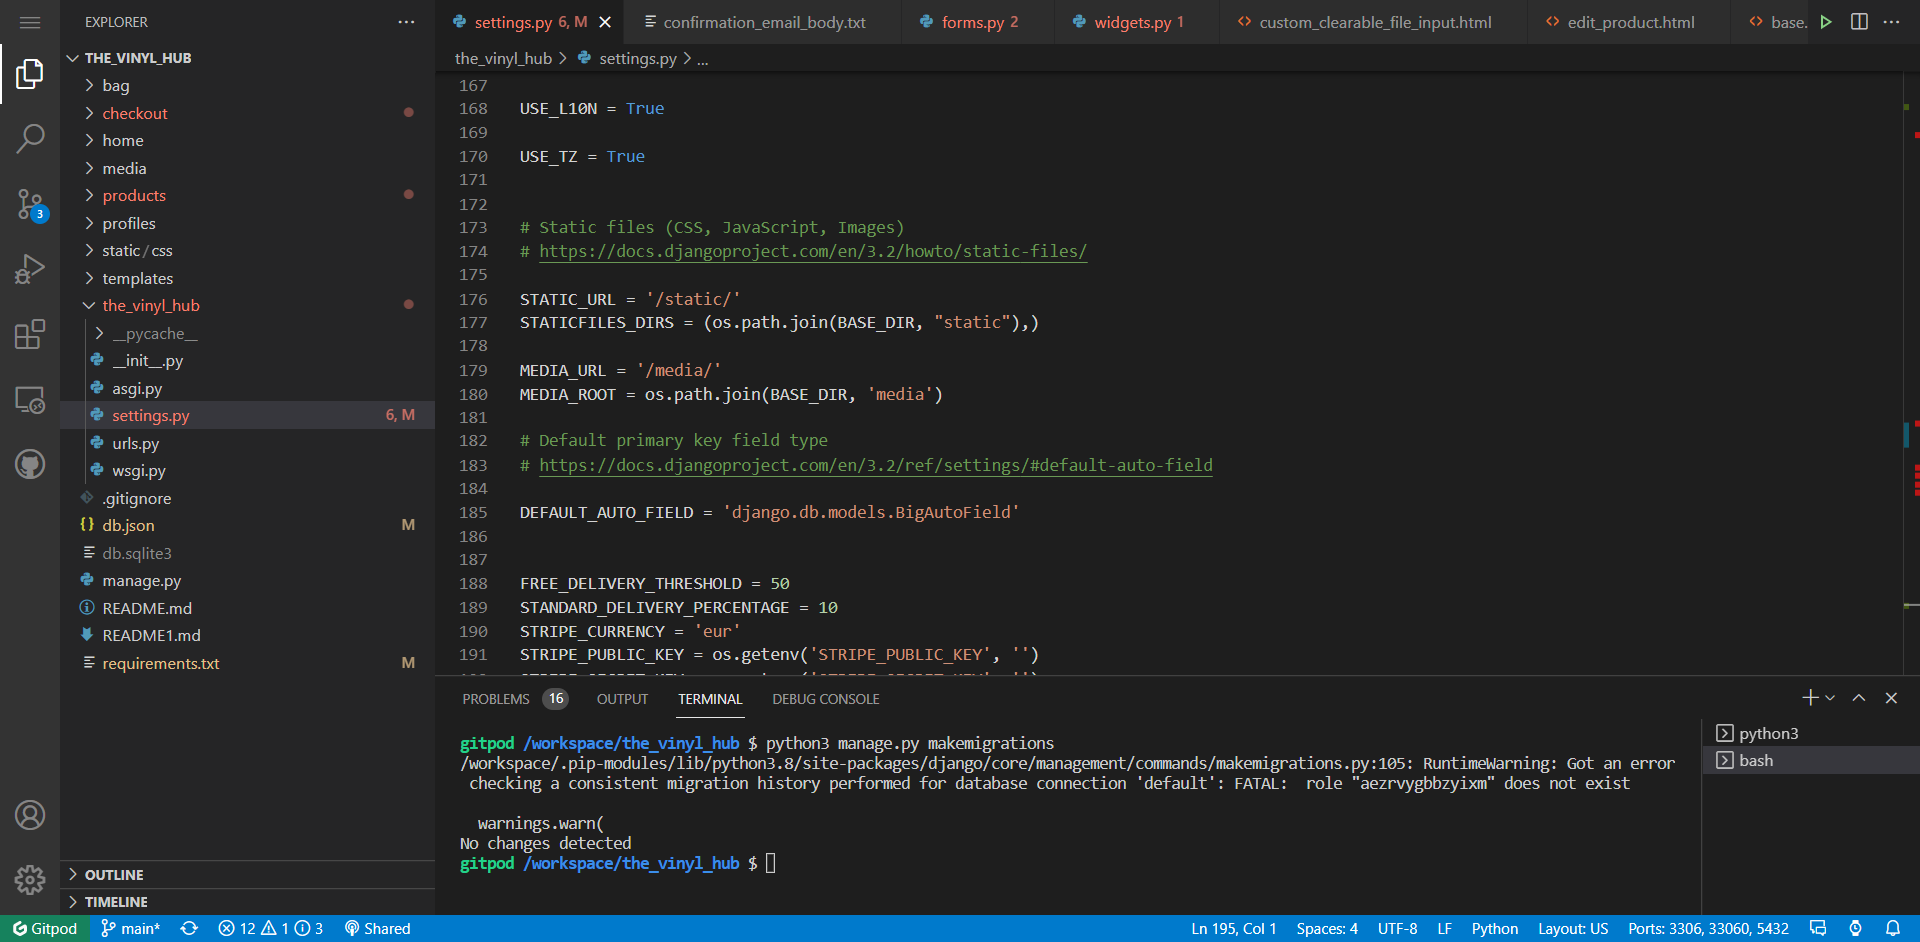 EXPLORER
THE_VINYL_HUB
bag
checkout
home
media
products
profiles
static/css
templates
the_vinyl_hub
__pycache__
__init__.py
asgi.py
settings.py 6, M
urls.py
wsgi.py
.gitignore
db.json M
db.sqlite3
manage.py
README.md
README1.md
requirements.txt M
OUTLINE
TIMELINE
3
settings.py 6, M
confirmation_email_body.txt
forms.py 2
widgets.py 1
custom_clearable_file_input.html
edit_product.html
base.
the_vinyl_hub > settings.py > ...
167
168 USE_L10N = True
169
170 USE_TZ = True
171
172
173 # Static files (CSS, JavaScript, Images)
174 # https://docs.djangoproject.com/en/3.2/howto/static-files/
175
176 STATIC_URL = '/static/'
177 STATICFILES_DIRS = (os.path.join(BASE_DIR, "static"),)
178
179 MEDIA_URL = '/media/'
180 MEDIA_ROOT = os.path.join(BASE_DIR, 'media')
181
182 # Default primary key field type
183 # https://docs.djangoproject.com/en/3.2/ref/settings/#default-auto-field
184
185 DEFAULT_AUTO_FIELD = 'django.db.models.BigAutoField'
186
187
188 FREE_DELIVERY_THRESHOLD = 50
189 STANDARD_DELIVERY_PERCENTAGE = 10
190 STRIPE_CURRENCY = 'eur'
191 STRIPE_PUBLIC_KEY = os.getenv('STRIPE_PUBLIC_KEY', '')
PROBLEMS 16 OUTPUT TERMINAL DEBUG CONSOLE
gitpod /workspace/the_vinyl_hub $ python3 manage.py makemigrations
/workspace/.pip-modules/lib/python3.8/site-packages/django/core/management/commands/makemigrations.py:105: RuntimeWarning: Got an error
checking a consistent migration history performed for database connection 'default': FATAL:  role "aezrvygbbzyixm" does not exist
warnings.warn(
No changes detected
gitpod /workspace/the_vinyl_hub $
python3
bash
Gitpod main* 12 1 3 Shared Ln 195, Col 1 Spaces: 4 UTF-8 LF Python Layout: US Ports: 3306, 33060, 5432